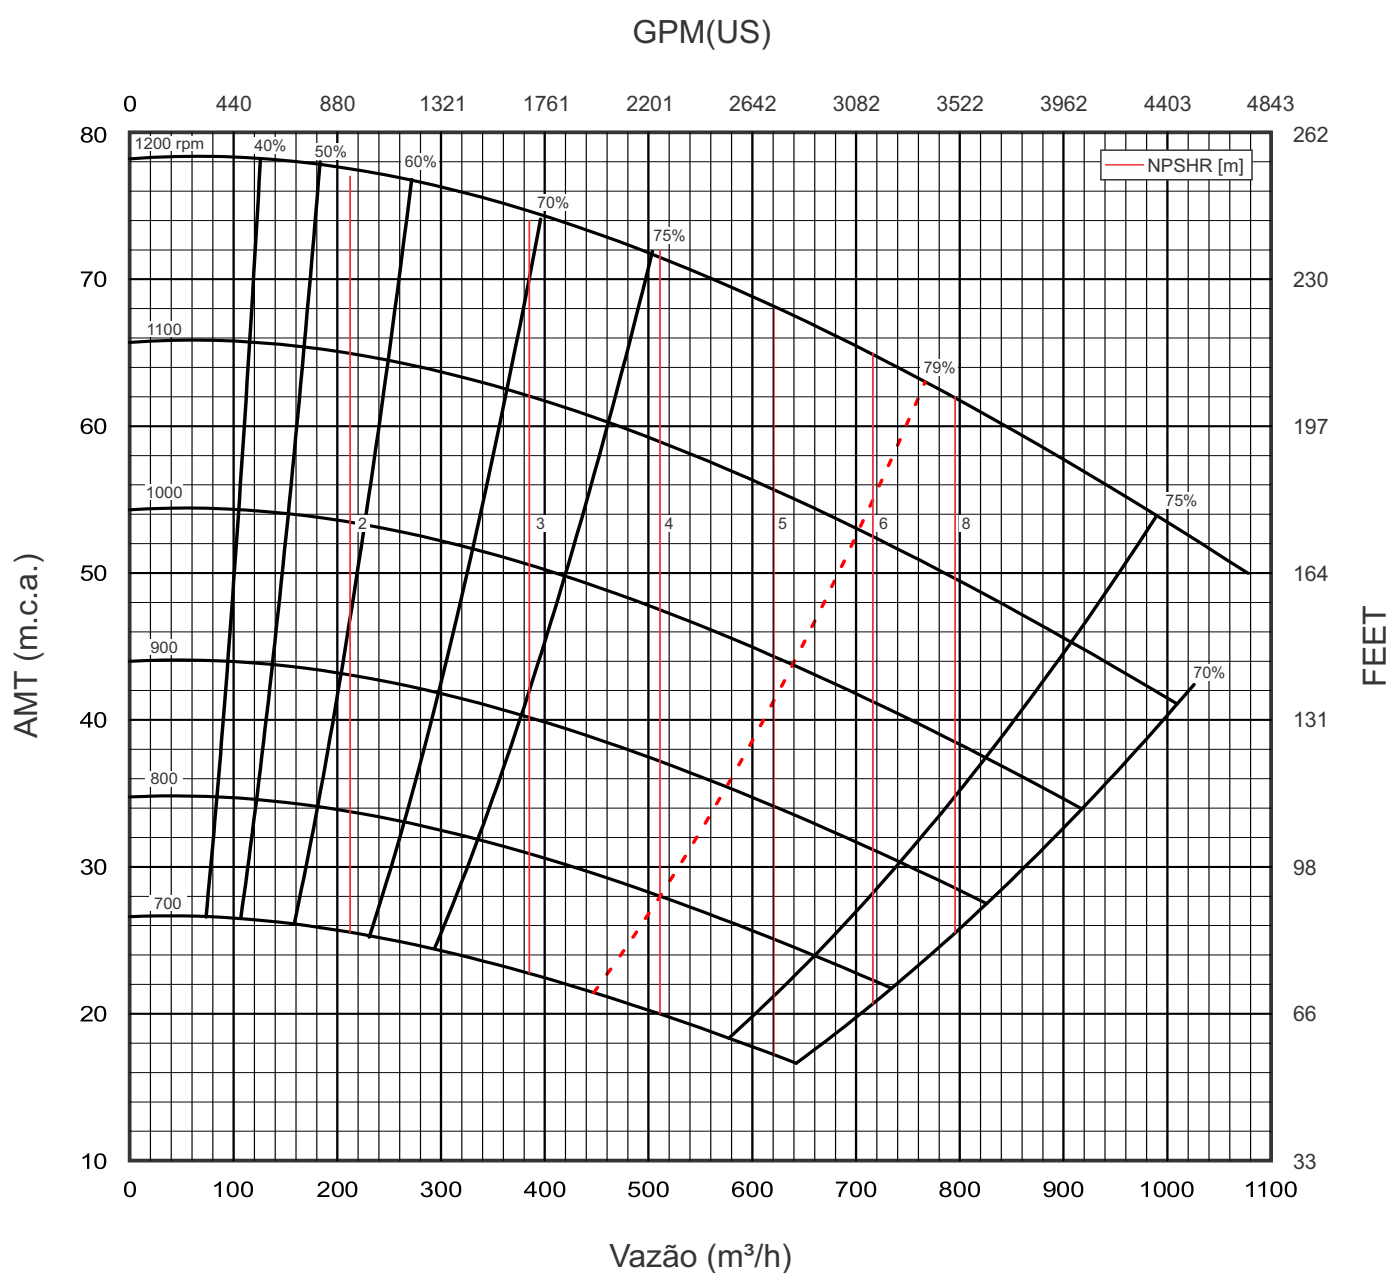 GPM(US)
0 440 880 1321 1761 2201 2642 3082 3522 3962 4403 4843
80 262
1200 rpm 40% 50% 60%
NPSHR [m]
70%
75%
70 230
1100
79%
60 197
1000
75%
2 3 4 5 6 8
50 164
AMT (m.c.a.)
FEET
900
70%
40 131
800
30 98
700
20 66
10 33
0 100 200 300 400 500 600 700 800 900 1000 1100
Vazão (m³/h)